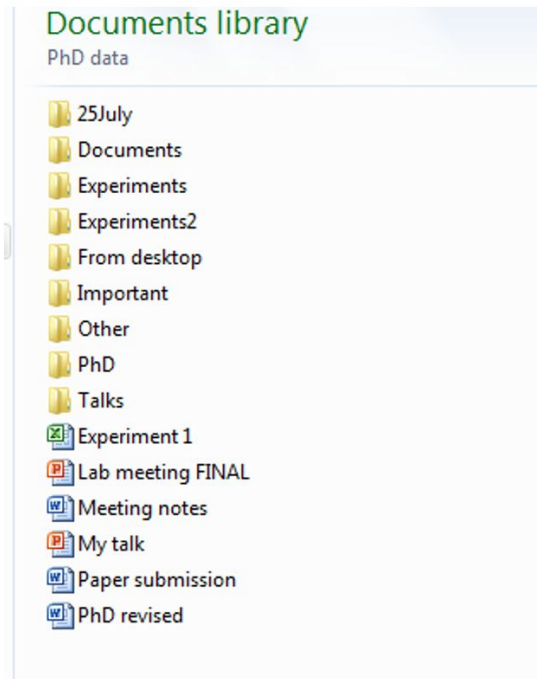 Documents library
PhD data
25July
Documents
Experiments
Experiments2
From desktop
Important
Other
PhD
Talks
Experiment 1
Lab meeting FINAL
Meeting notes
My talk
Paper submission
PhD revised